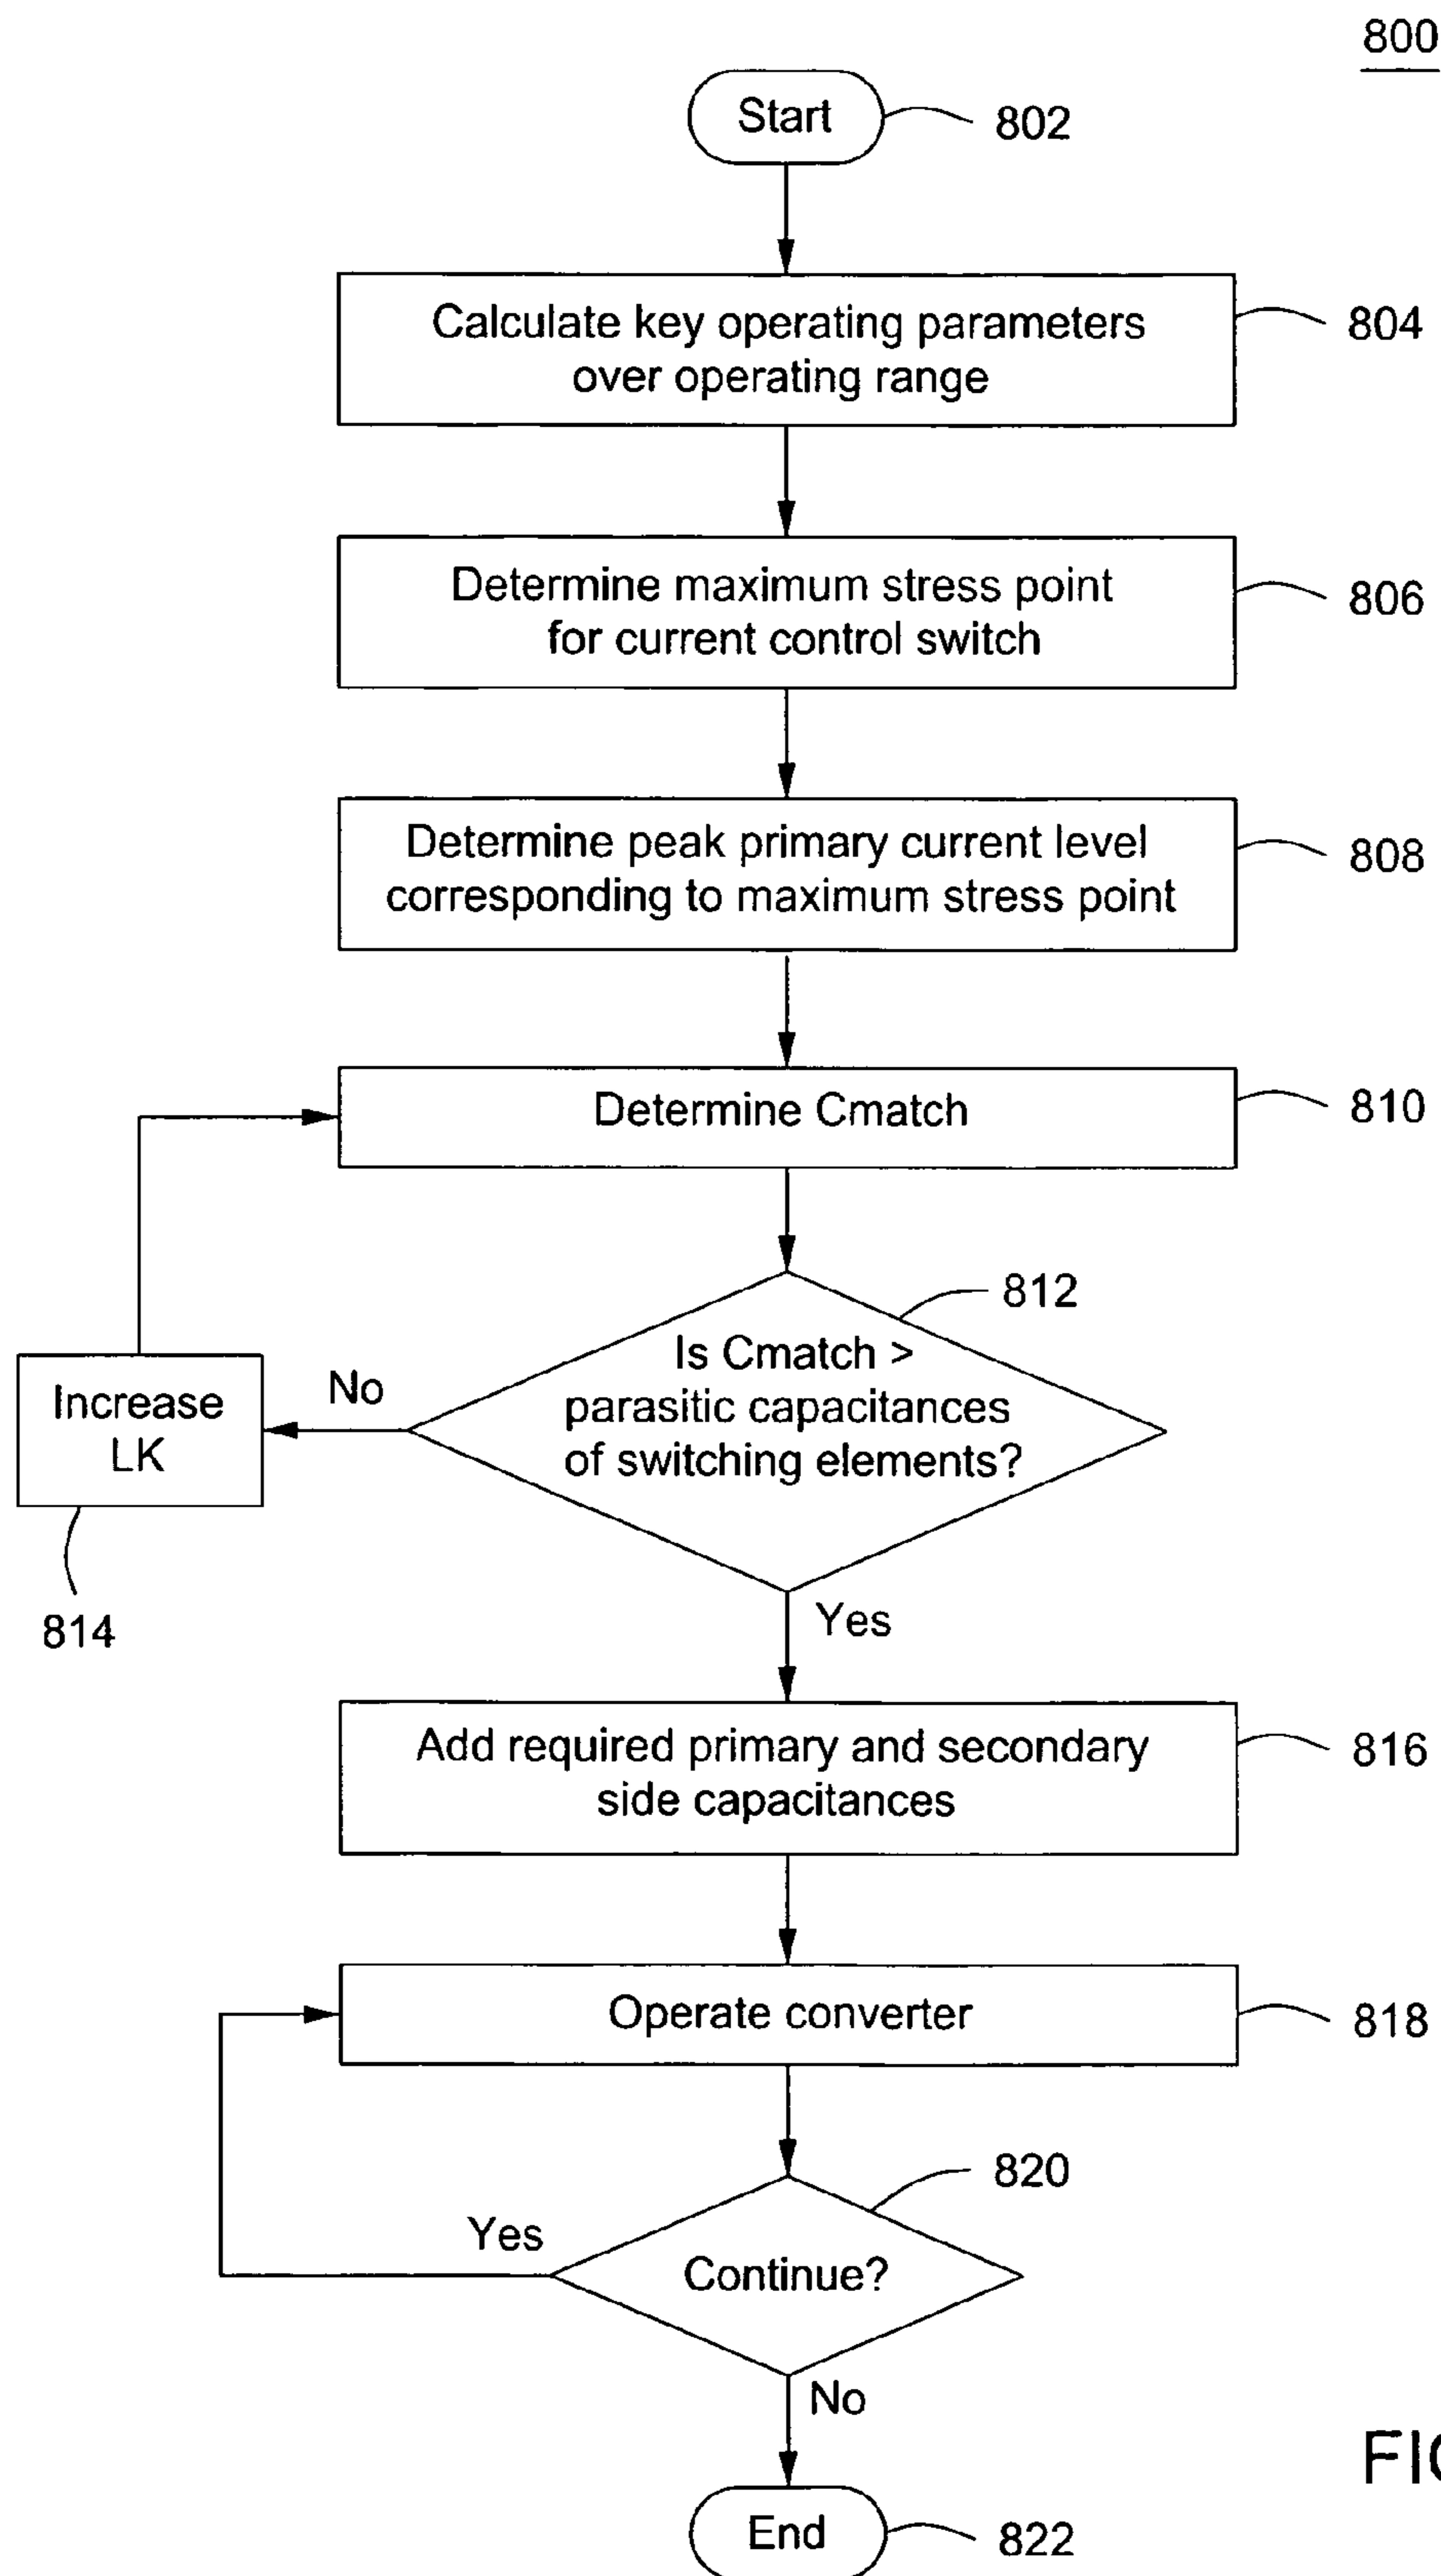 800
Start
802
Calculate key operating parameters
over operating range
804
Determine maximum stress point
for current control switch
806
Determine peak primary current level
corresponding to maximum stress point
808
Determine Cmatch
810
812
Is Cmatch >
parasitic capacitances
of switching elements?
No
Increase
LK
814
Yes
Add required primary and secondary
side capacitances
816
Operate converter
818
820
Continue?
Yes
No
End
822